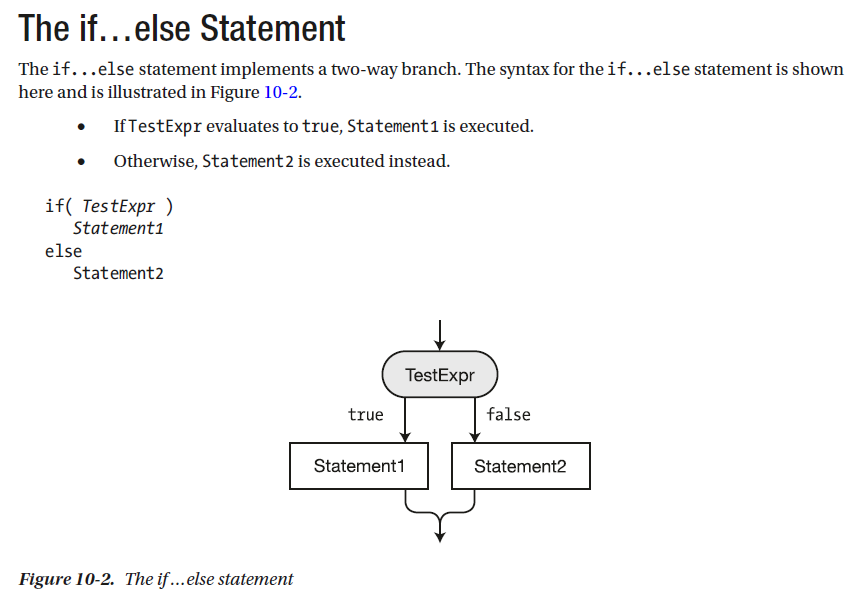 The if...else Statement
The if...else statement implements a two-way branch. The syntax for the if...else statement is shown
here and is illustrated in Figure 10-2.
• If TestExpr evaluates to true, Statement1 is executed.
• Otherwise, Statement2 is executed instead.
if( TestExpr )
Statement1
else
Statement2
TestExpr
true
false
Statement1
Statement2
Figure 10-2. The if...else statement